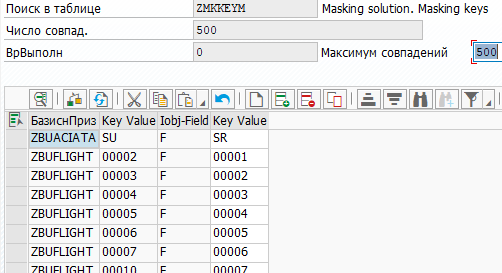 Поиск в таблице ZMKKEYM Masking solution. Masking keys
Число совпад. 500
ВрВыполн 0 Максимум совпадений 500
БазиснПриз Key Value Iobj-Field Key Value
ZBUACIATA SU F SR
ZBUFLIGHT 00002 F 00001
ZBUFLIGHT 00003 F 00002
ZBUFLIGHT 00004 F 00003
ZBUFLIGHT 00005 F 00004
ZBUFLIGHT 00006 F 00005
ZBUFLIGHT 00007 F 00006
ZBUFLIGHT 00010 F 00007